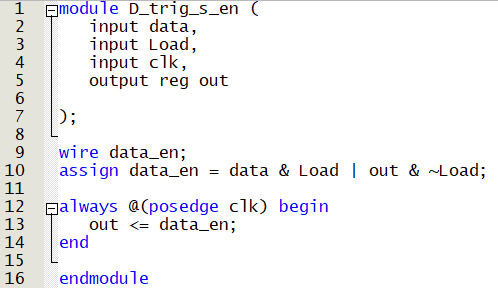 1 module D_trig_s_en (
2 input data,
3 input Load,
4 input clk,
5 output reg out
6
7 );
8
9 wire data_en;
10 assign data_en = data & Load | out & ~Load;
11
12 always @(posedge clk) begin
13 out <= data_en;
14 end
15
16 endmodule